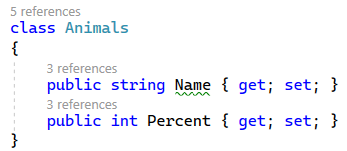 5 references
class Animals
{
3 references
public string Name { get; set; }
3 references
public int Percent { get; set; }
}